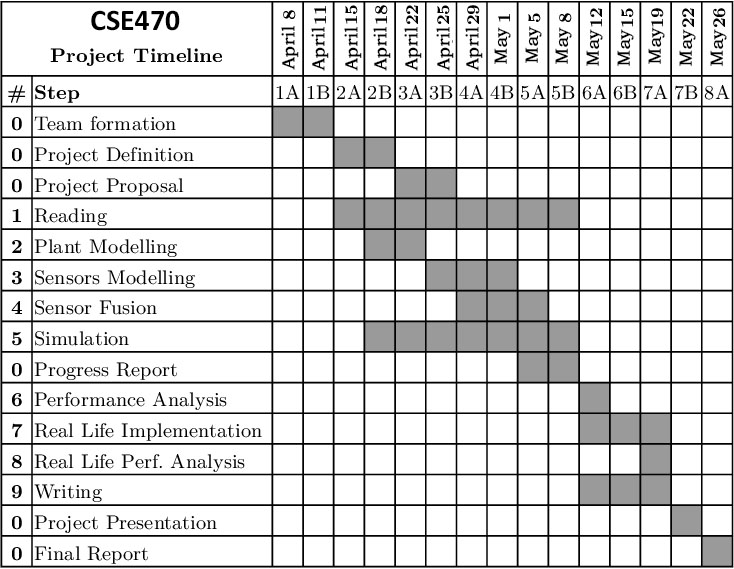 CSE470
Project Timeline
April 8 April 11 April 15 April 18 April 22 April 25 April 29 May 1 May 5 May 8 May 12 May 15 May 19 May 22 May 26
# Step 1A 1B 2A 2B 3A 3B 4A 4B 5A 5B 6A 6B 7A 7B 8A
0 Team formation
0 Project Definition
0 Project Proposal
1 Reading
2 Plant Modelling
3 Sensors Modelling
4 Sensor Fusion
5 Simulation
0 Progress Report
6 Performance Analysis
7 Real Life Implementation
8 Real Life Perf. Analysis
9 Writing
0 Project Presentation
0 Final Report